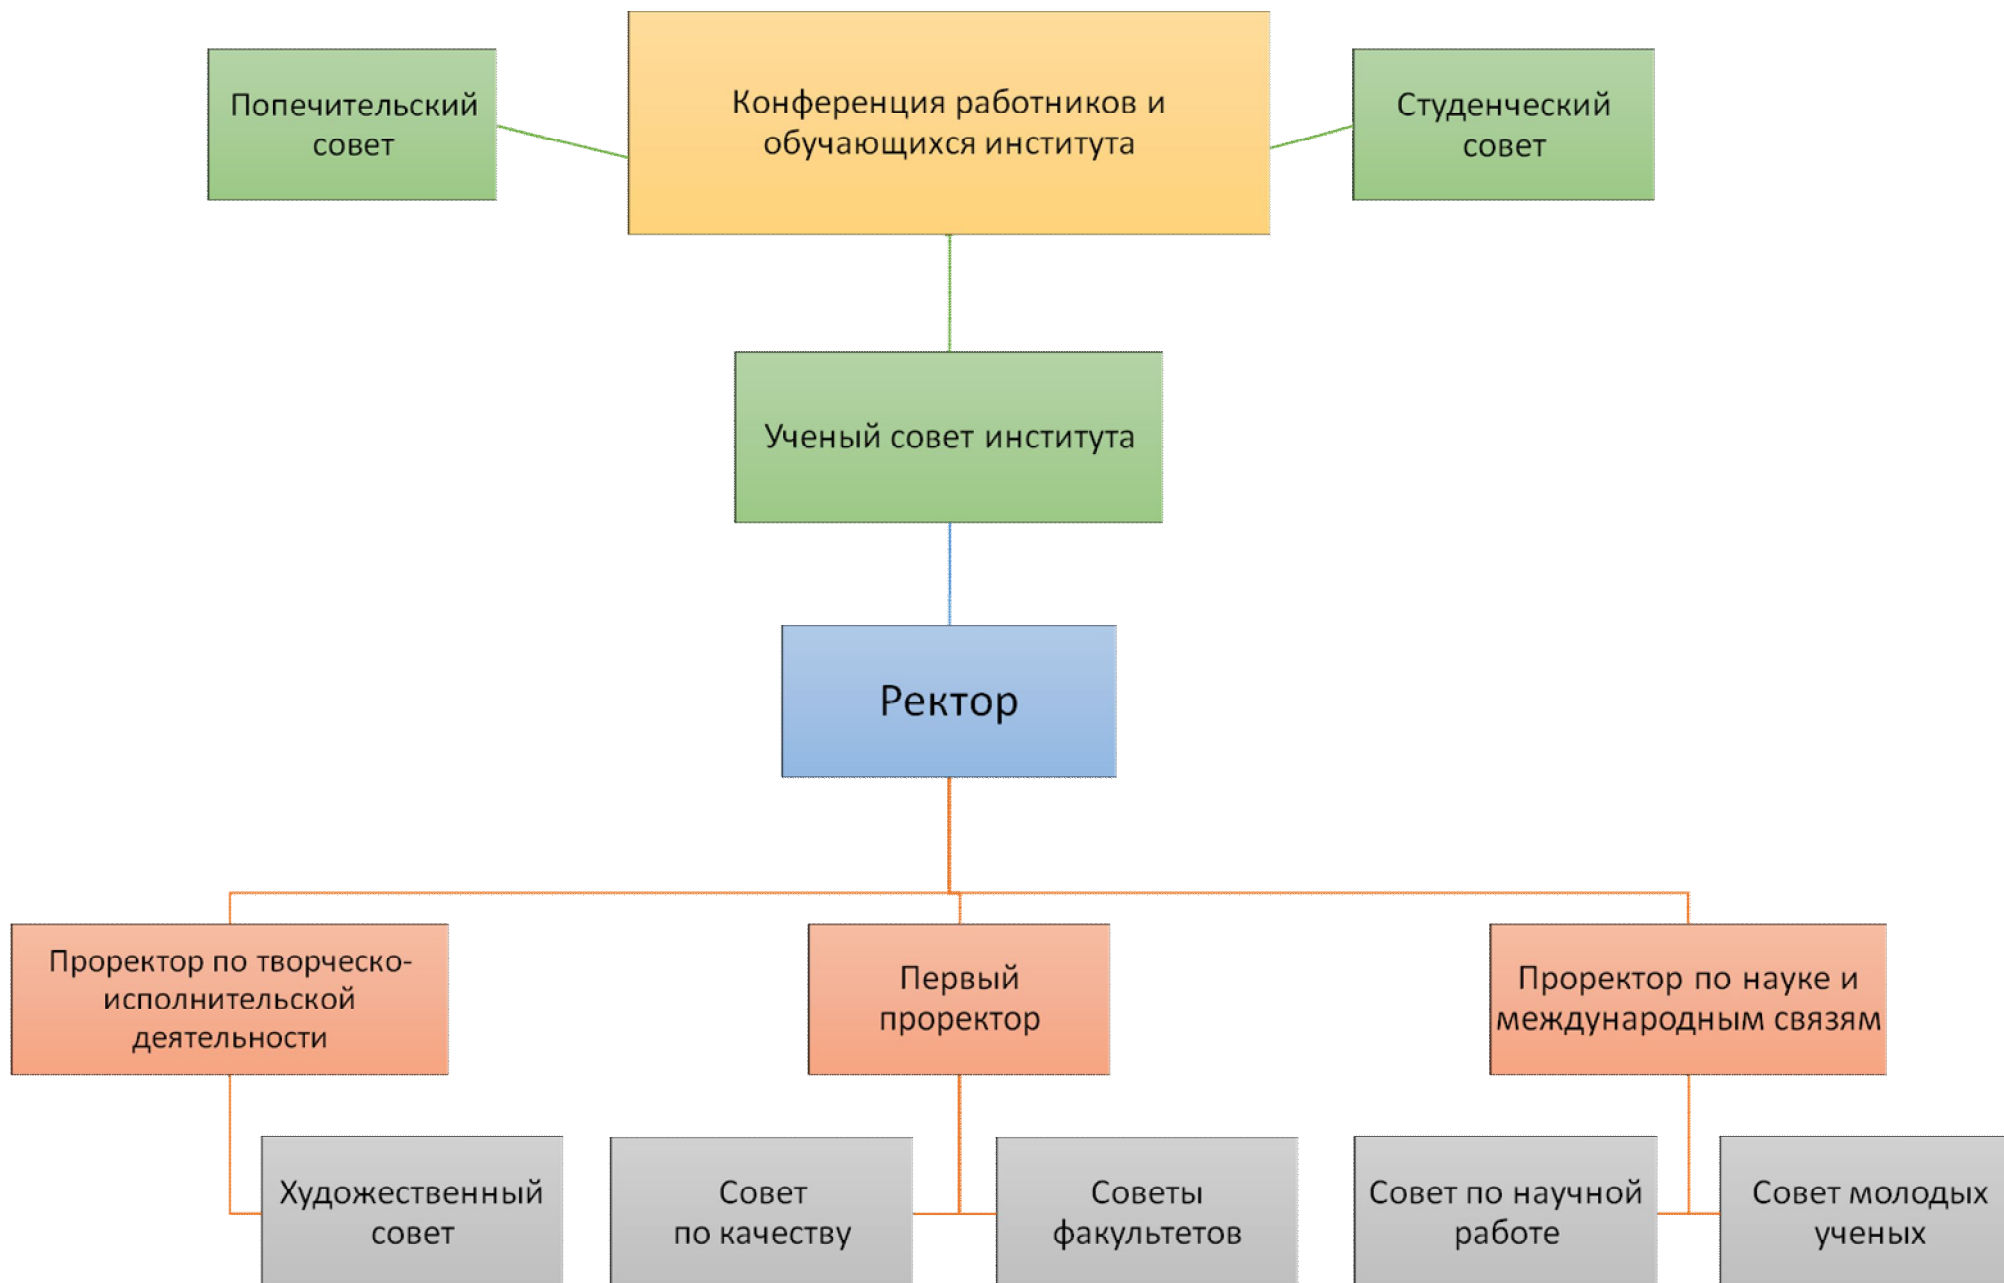 Попечительский
совет
Конференция работников и
обучающихся института
Студенческий
совет
Ученый совет института
Ректор
Проректор по творческо-
исполнительской
деятельности
Первый
проректор
Проректор по науке и
международным связям
Художественный
совет
Совет
по качеству
Советы
факультетов
Совет по научной
работе
Совет молодых
ученых